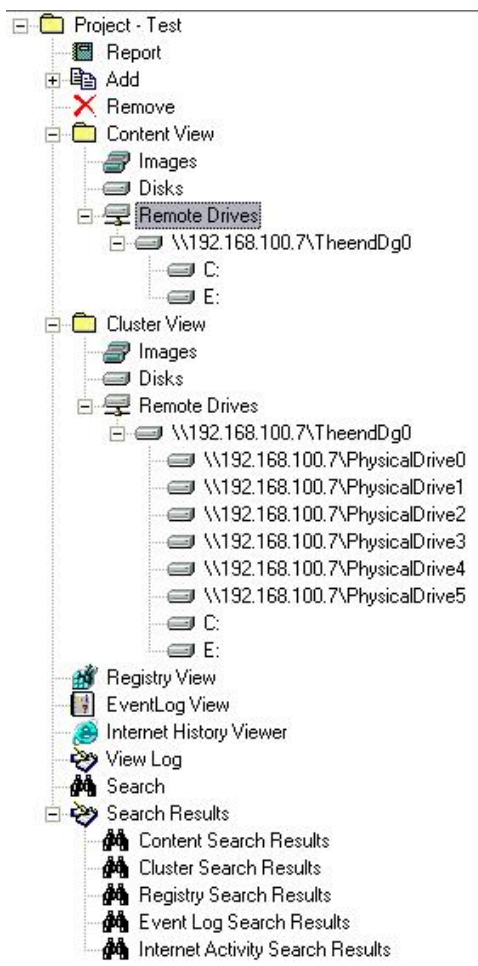 Project - Test
Report
Add
Remove
Content View
Images
Disks
Remote Drives
\\192.168.100.7\TheendDg0
C:
E:
Cluster View
Images
Disks
Remote Drives
\\192.168.100.7\TheendDg0
\\192.168.100.7\PhysicalDrive0
\\192.168.100.7\PhysicalDrive1
\\192.168.100.7\PhysicalDrive2
\\192.168.100.7\PhysicalDrive3
\\192.168.100.7\PhysicalDrive4
\\192.168.100.7\PhysicalDrive5
C:
E:
Registry View
EventLog View
Internet History Viewer
View Log
Search
Search Results
Content Search Results
Cluster Search Results
Registry Search Results
Event Log Search Results
Internet Activity Search Results